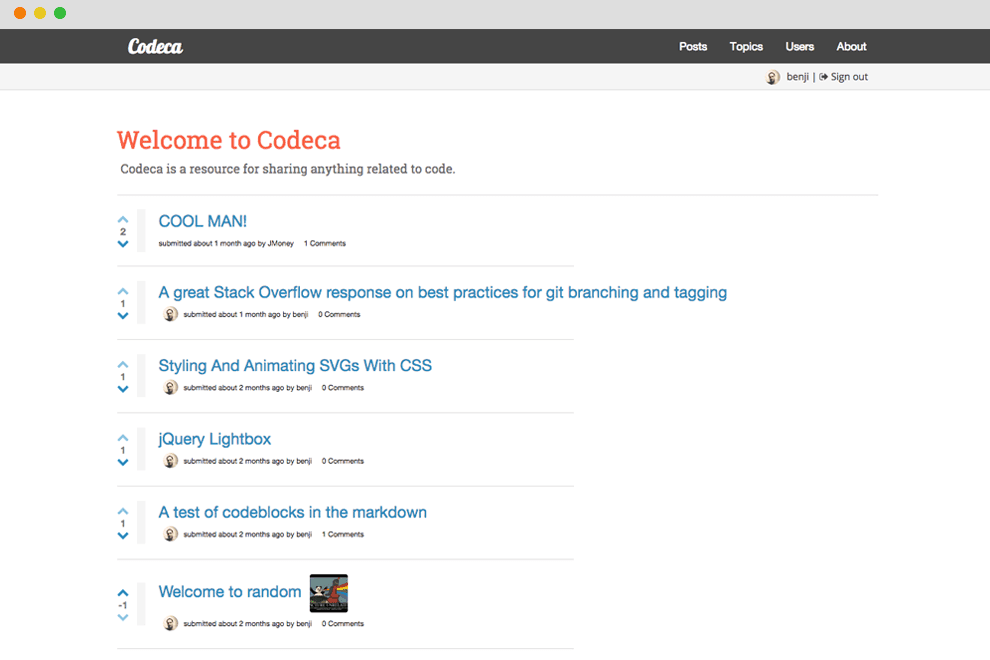 Codeca
Posts Topics Users About
benji | Sign out
Welcome to Codeca
Codeca is a resource for sharing anything related to code.
COOL MAN!
2
submitted about 1 month ago by JMoney 1 Comments
A great Stack Overflow response on best practices for git branching and tagging
1
submitted about 1 month ago by benji 0 Comments
Styling And Animating SVGs With CSS
1
submitted about 2 months ago by benji 0 Comments
jQuery Lightbox
1
submitted about 2 months ago by benji 0 Comments
A test of codeblocks in the markdown
1
submitted about 2 months ago by benji 1 Comments
Welcome to random
-1
submitted about 2 months ago by benji 0 Comments